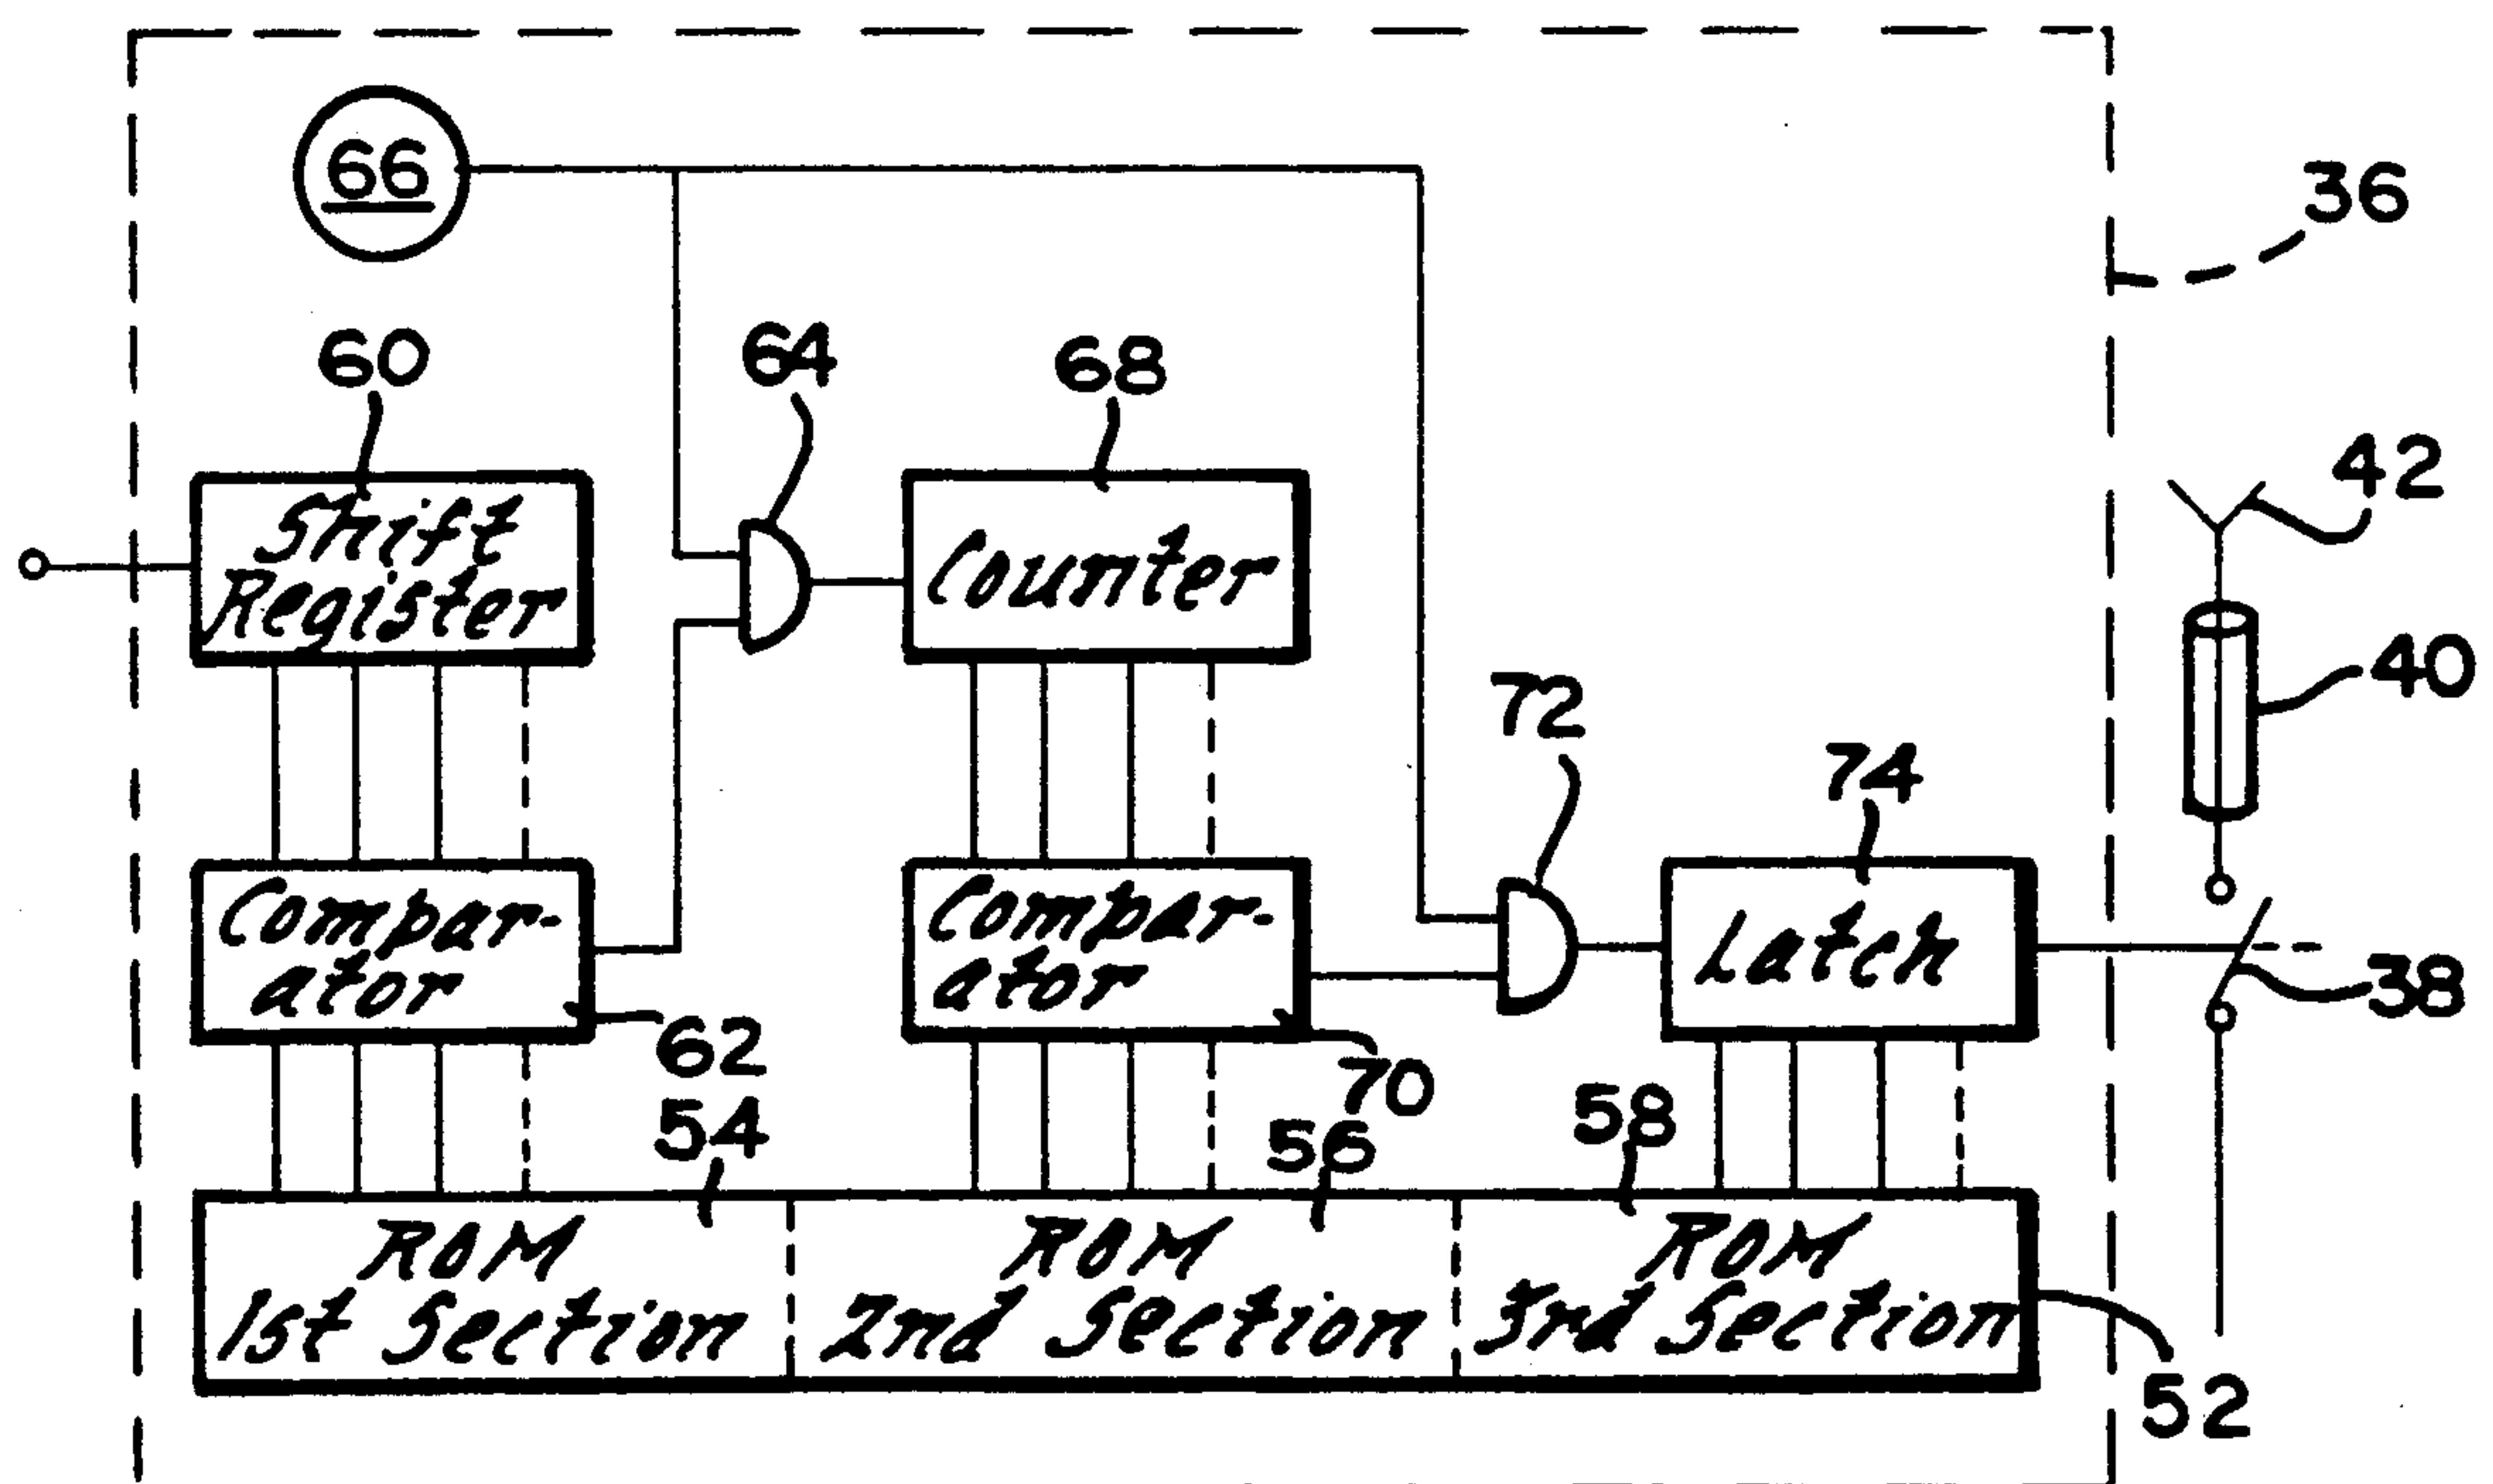 66
36
60
64
68
42
Shift
Register
Counter
40
72
74
Compar-
ator
Compar-
ator
Latch
38
62
70
54
56
58
ROM
1st Section
ROM
2nd Section
ROM
3rd Section
52